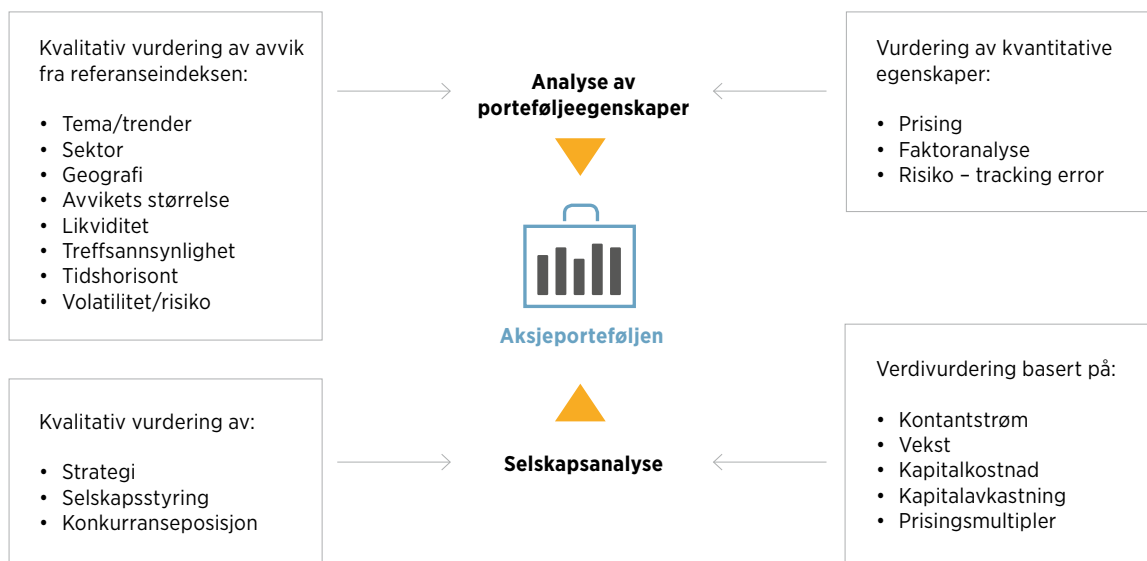 Kvalitativ vurdering av avvik
fra referanseindeksen:
• Tema/trender
• Sektor
• Geografi
• Avvikets størrelse
• Likviditet
• Treffsannsynlighet
• Tidshorisont
• Volatilitet/risiko
Analyse av
porteføljeegenskaper
Vurdering av kvantitative
egenskaper:
• Prising
• Faktoranalyse
• Risiko – tracking error
Aksjeporteføljen
Kvalitativ vurdering av:
• Strategi
• Selskapsstyring
• Konkurranseposisjon
Selskapsanalyse
Verdivurdering basert på:
• Kontantstrøm
• Vekst
• Kapitalkostnad
• Kapitalavkastning
• Prisingsmultipler